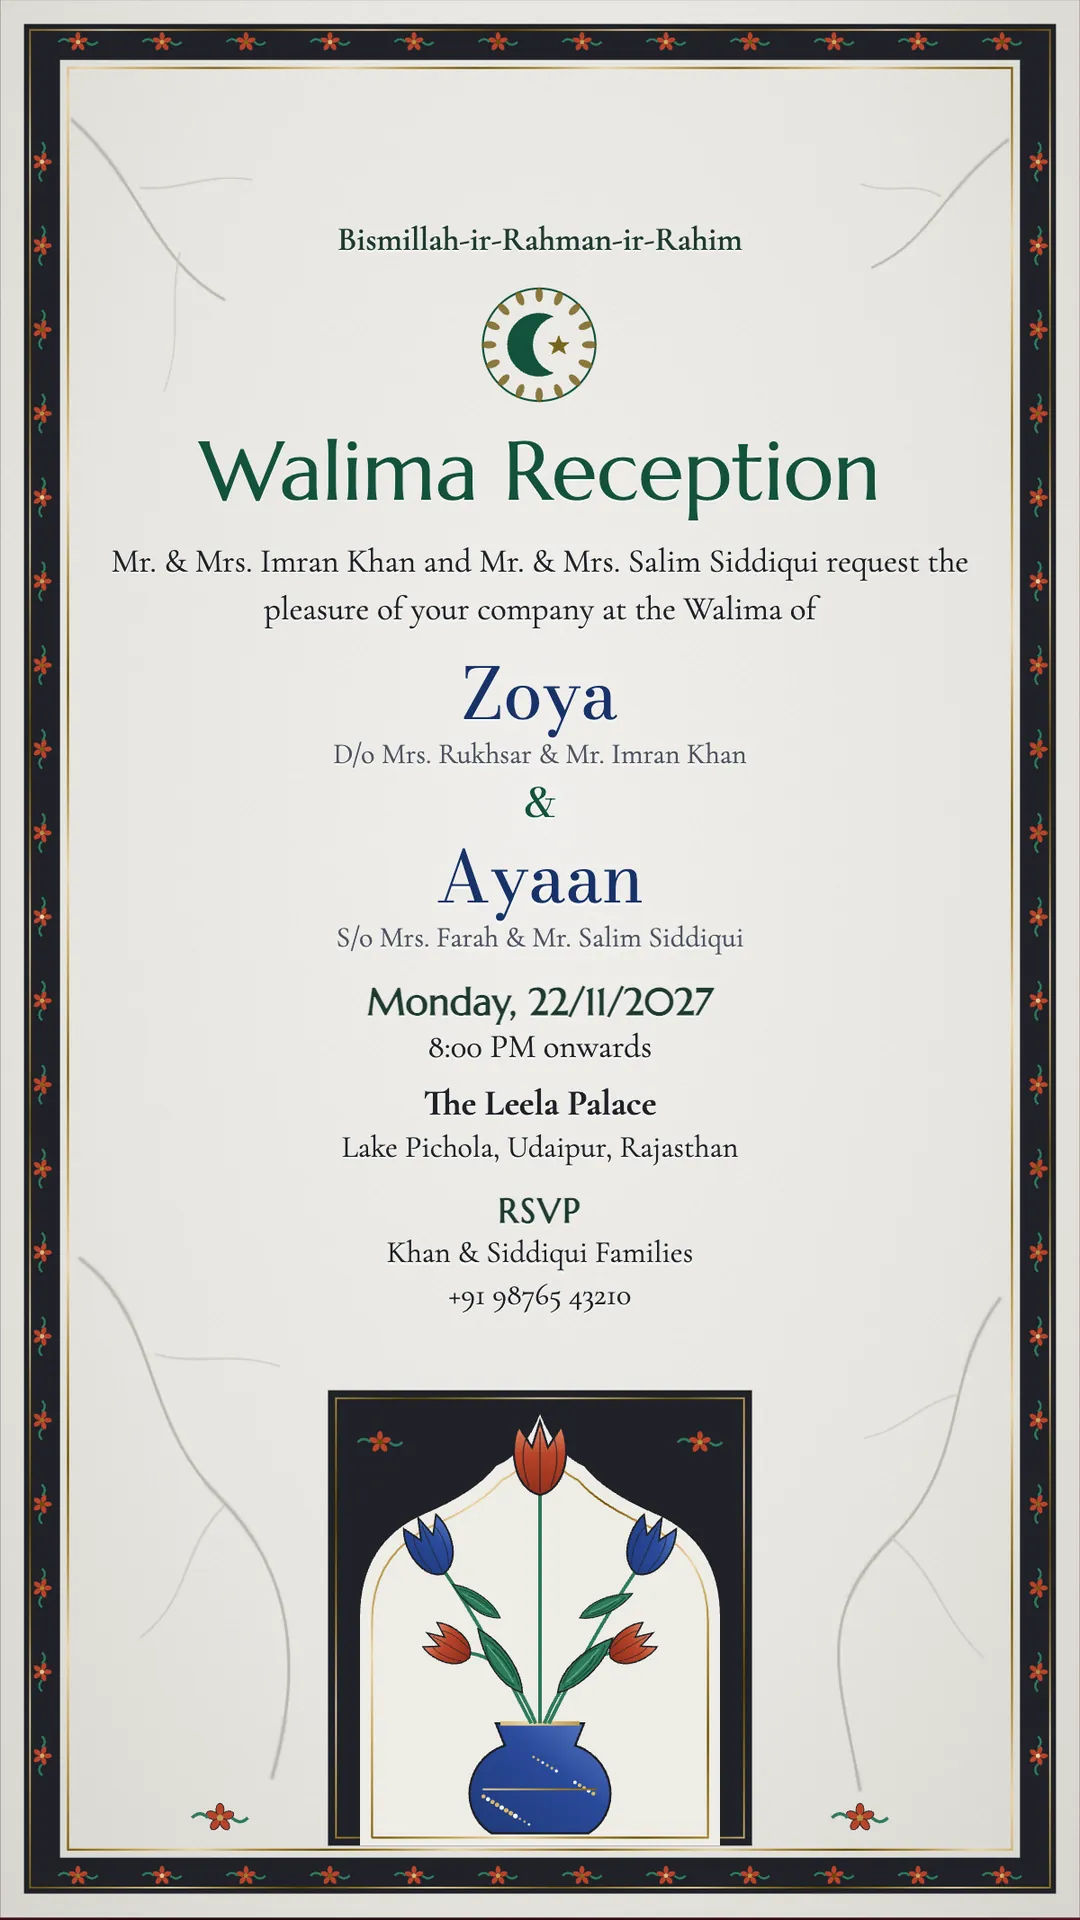 Bismillah-ir-Rahman-ir-Rahim
Walima Reception
Mr. & Mrs. Imran Khan and Mr. & Mrs. Salim Siddiqui request the
pleasure of your company at the Walima of
Zoya
D/o Mrs. Rukhsar & Mr. Imran Khan
&
Ayaan
S/o Mrs. Farah & Mr. Salim Siddiqui
Monday, 22/11/2027
8:00 PM onwards
The Leela Palace
Lake Pichola, Udaipur, Rajasthan
RSVP
Khan & Siddiqui Families
+91 98765 43210